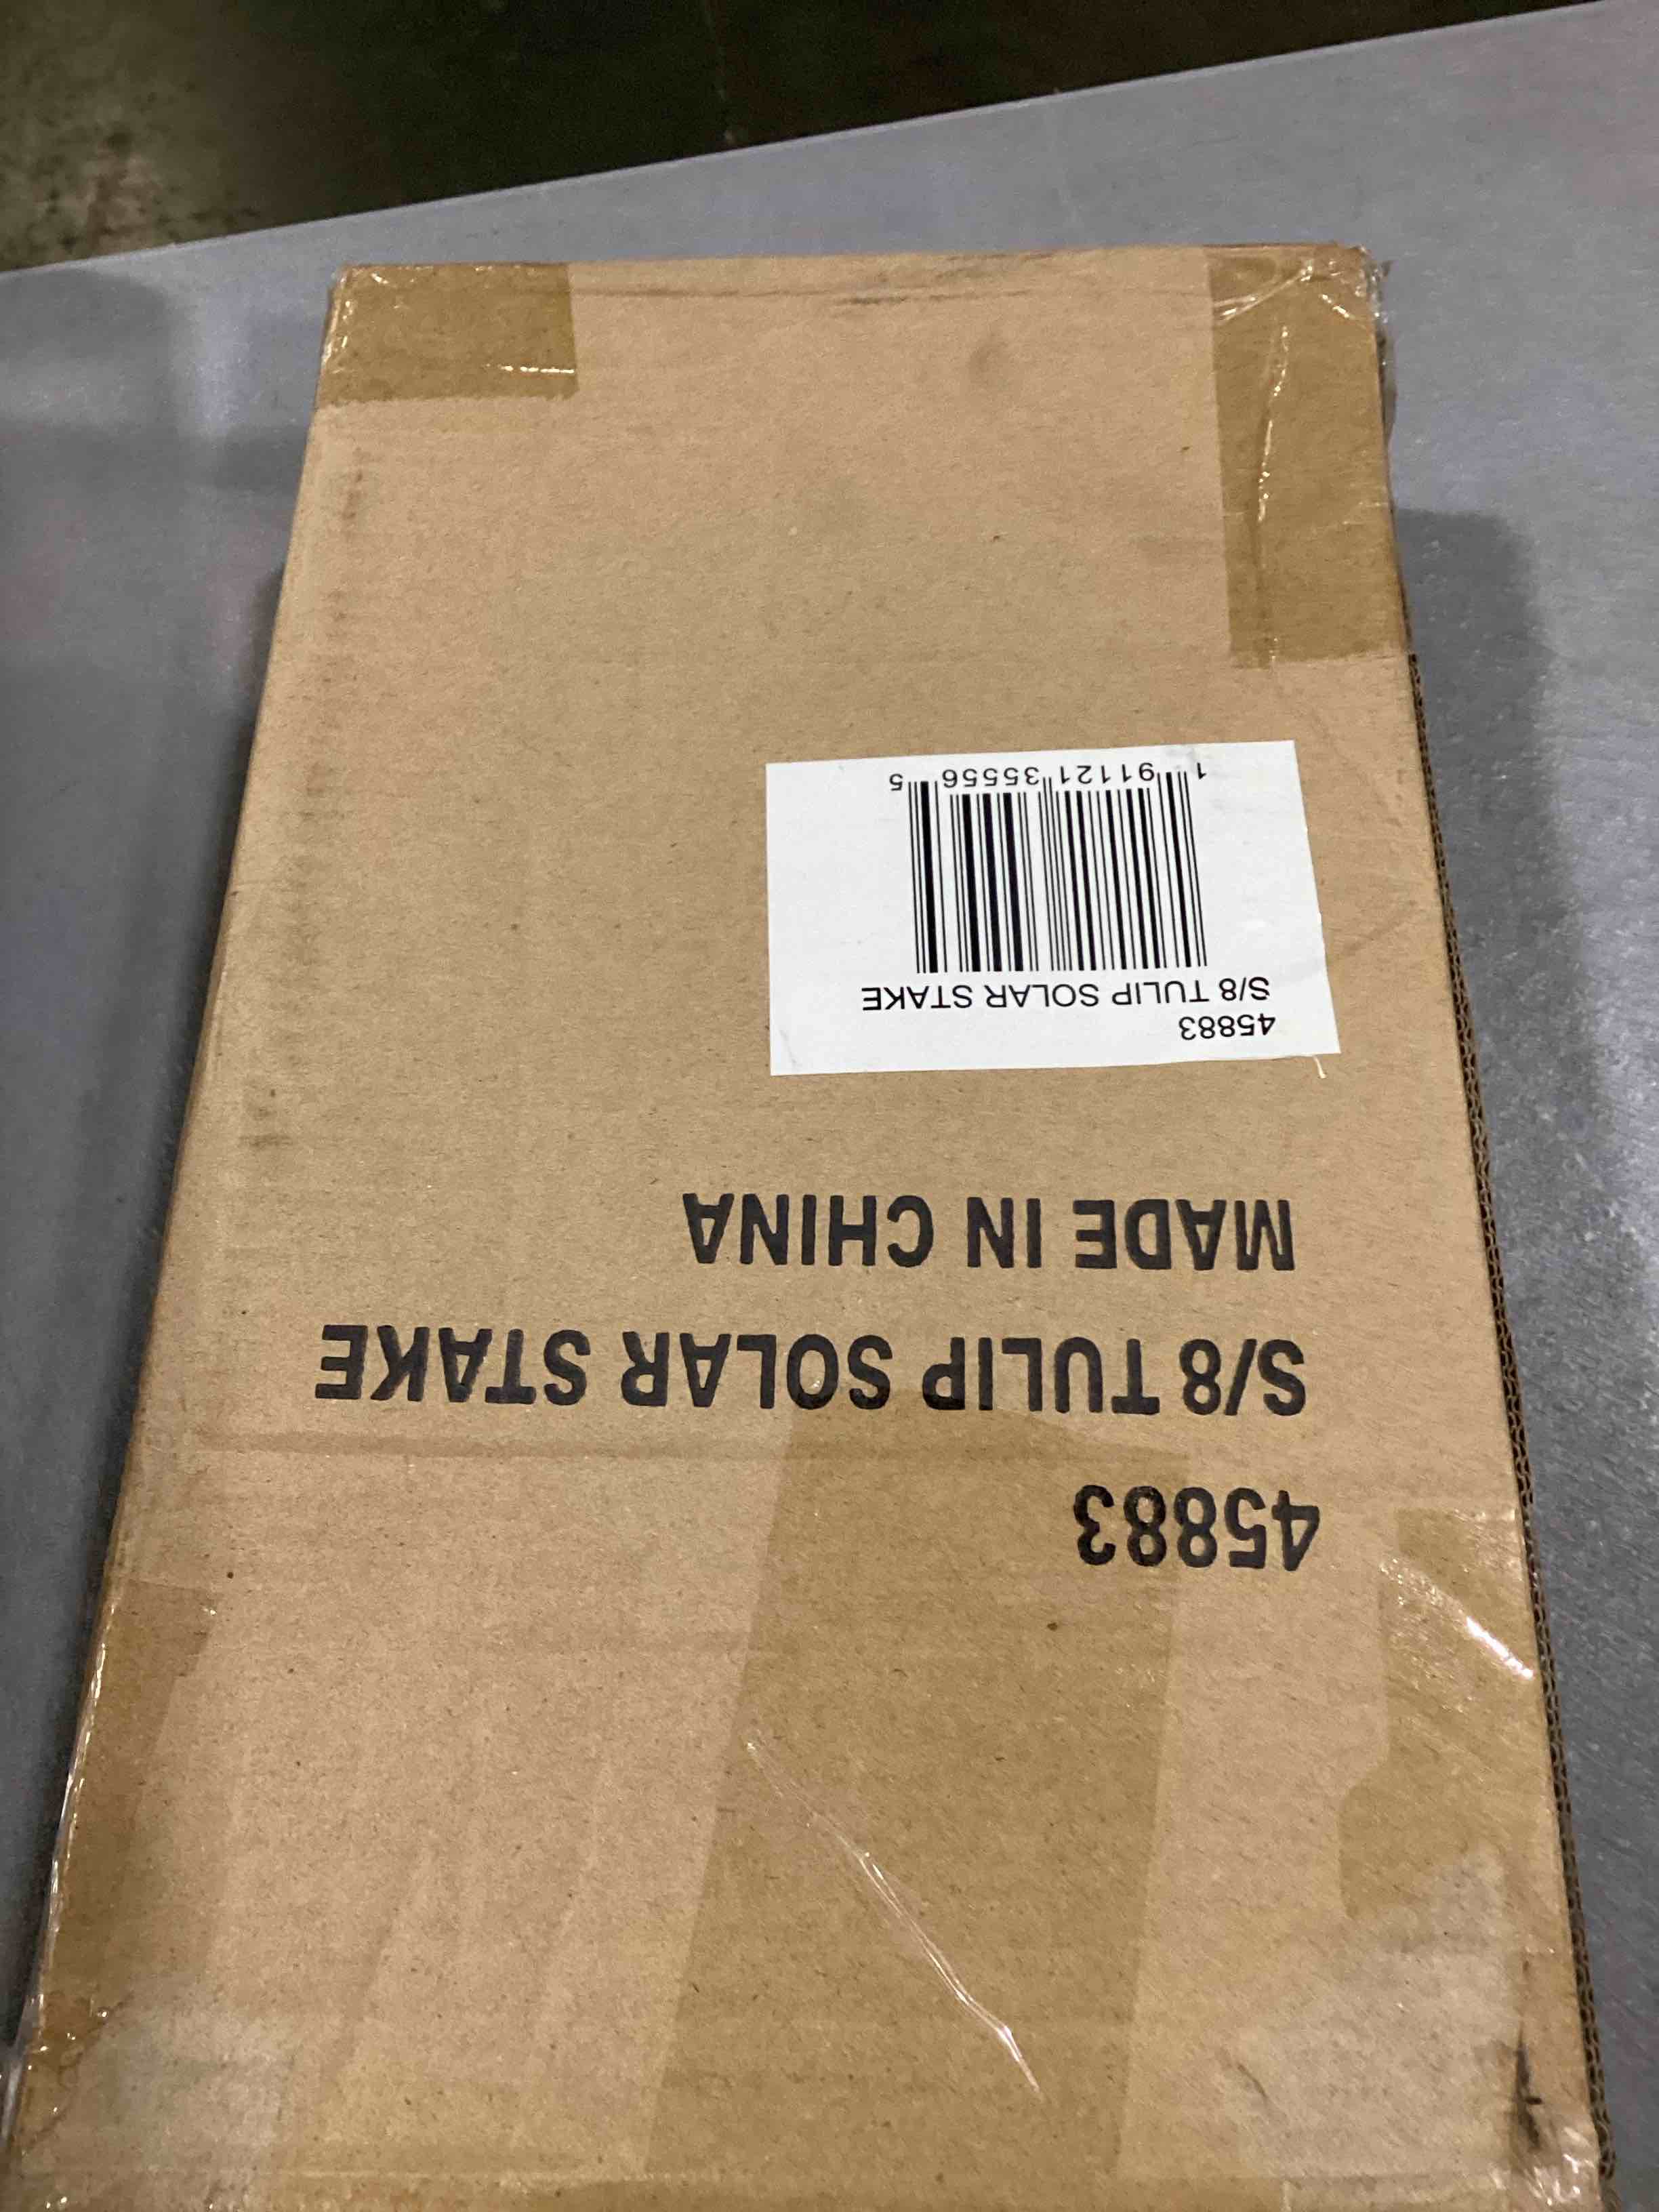 45883
S/8 TULIP SOLAR STAKE
MADE IN CHINA
45883
S/8 TULIP SOLAR STAKE
1 91121 35556 5